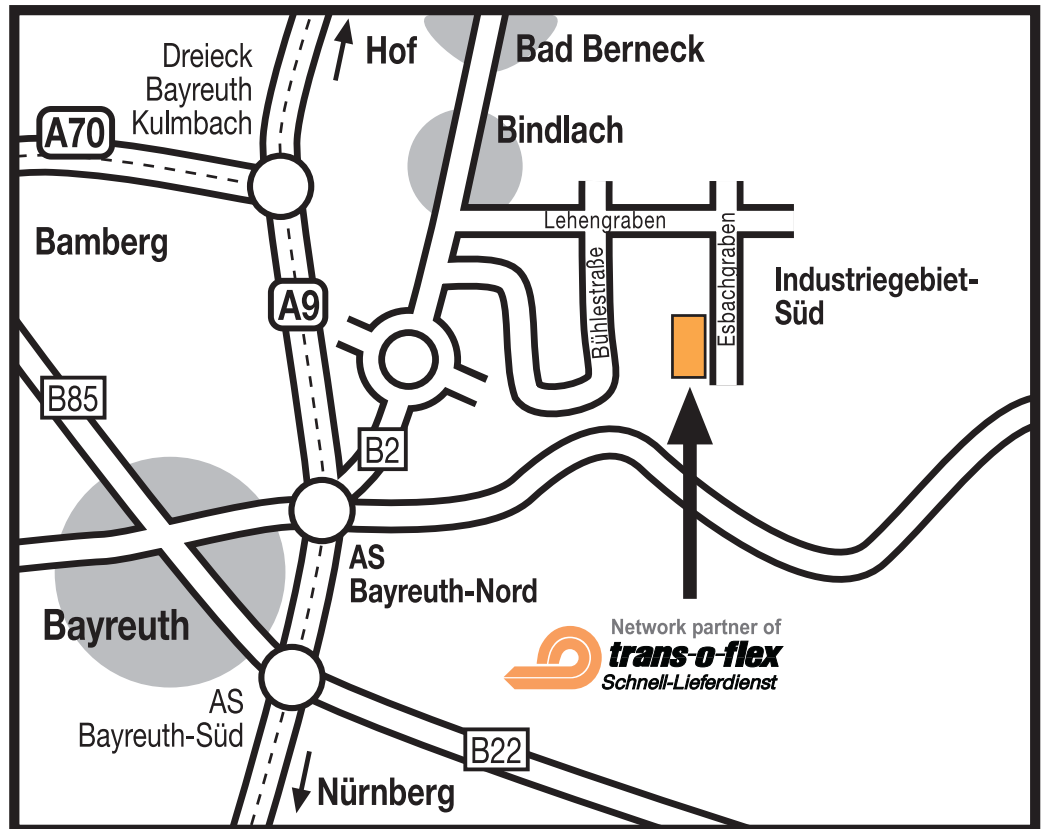 Dreieck
Bayreuth
Kulmbach
Hof
Bad Berneck
A70
Bindlach
Bamberg
Lehengraben
Bühlestraße
Esbachgraben
Industriegebiet-
Süd
A9
B85
B2
AS
Bayreuth-Nord
Bayreuth
Network partner of
trans-o-flex
Schnell-Lieferdienst
AS
Bayreuth-Süd
B22
Nürnberg